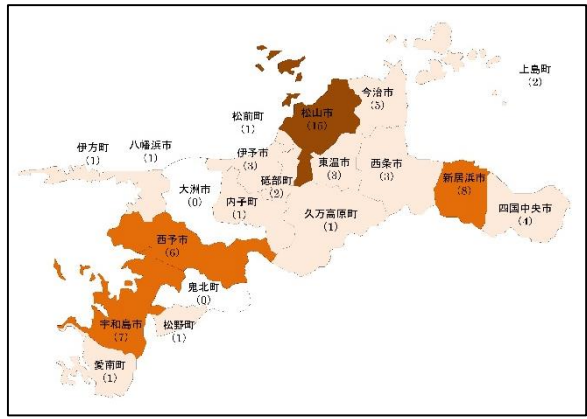 上島町
(2)
今治市
(5)
松山市
松前町
(1)
伊方町
(1)
八幡浜市
(1)
伊予市
(3)
東温市
(3)
西条市
(3)
新居浜市
(8)
砥部町
(2)
大洲市
(0)
内子町
(1)
久万高原町
(1)
四国中央市
(4)
西予市
(6)
鬼北町
(0)
宇和島市
(7)
松野町
(1)
愛南町
(1)